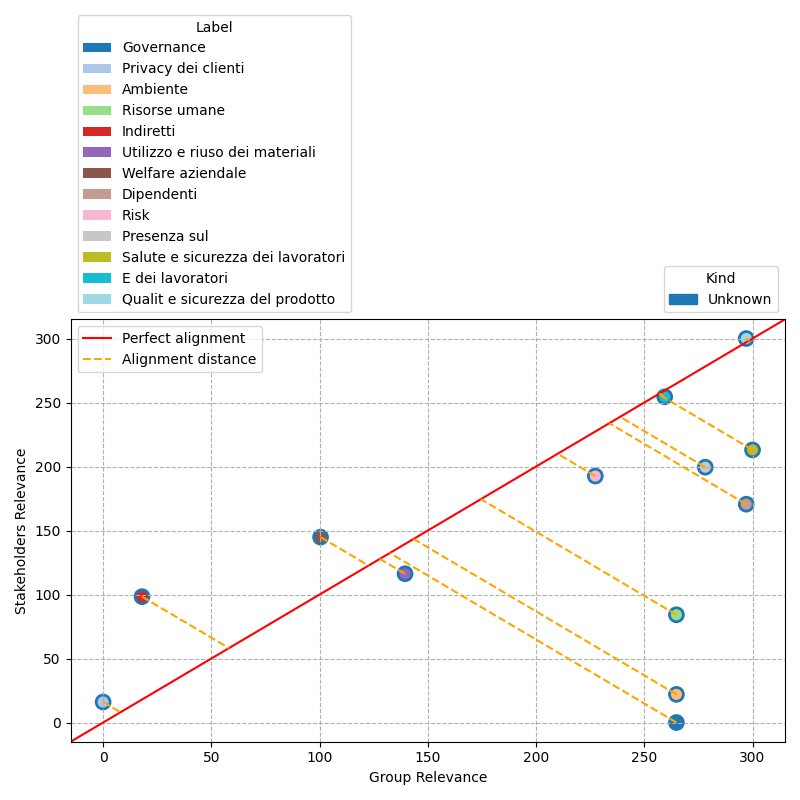 Label
Governance
Privacy dei clienti
Ambiente
Risorse umane
Indiretti
Utilizzo e riuso dei materiali
Welfare aziendale
Dipendenti
Risk
Presenza sul
Salute e sicurezza dei lavoratori
E dei lavoratori
Qualit e sicurezza del prodotto
Kind
Unknown
Perfect alignment
Alignment distance
Stakeholders Relevance
300
250
200
150
100
50
0
0 50 100 150 200 250 300
Group Relevance